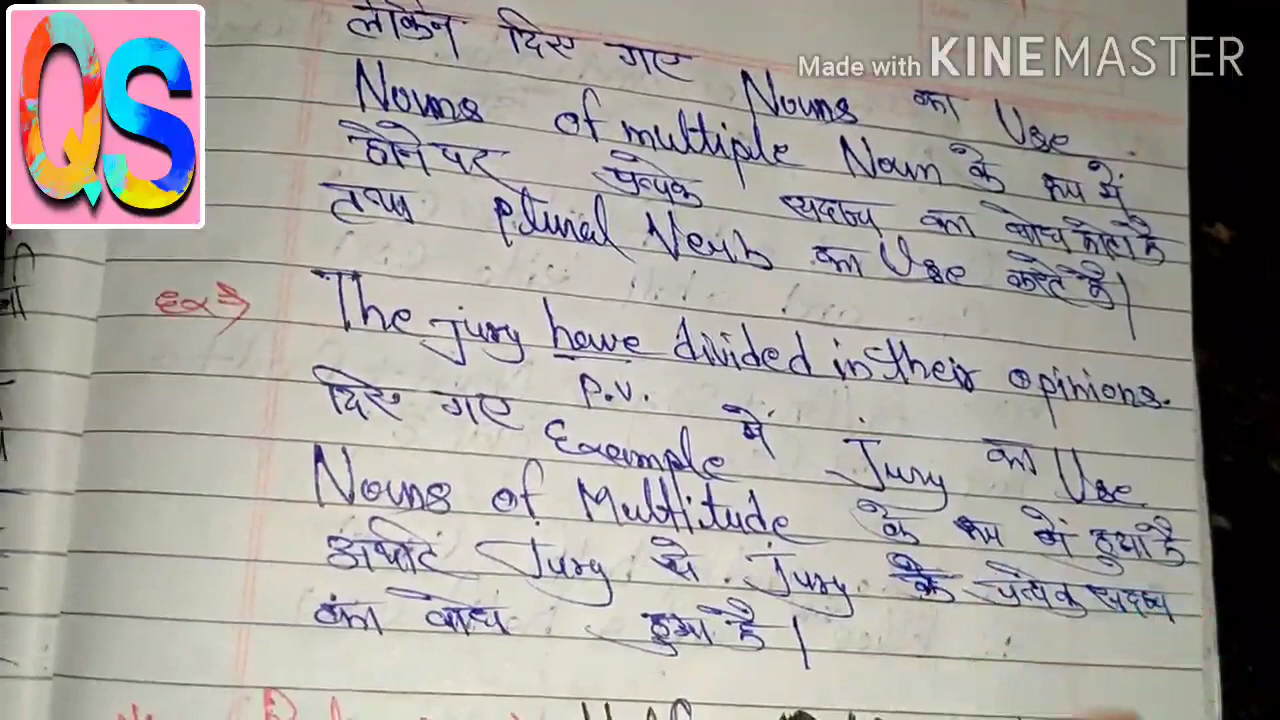 QS
Made with KINEMASTER
लेकिन दिए गए Nouns का Use
Nouns of multiple Noun के रूप में
होने पर प्रत्येक सदस्य का बोध होता है
तथा plural Verb का Use करते है।
Ex ⇒ The jury have divided in their opinions.
P.V.
दिए गए Example में Jury का Use
Nouns of Multitude के रूप में हुआ है
अर्थात Jury से Jury के प्रत्येक सदस्य
का बोध हुआ है।